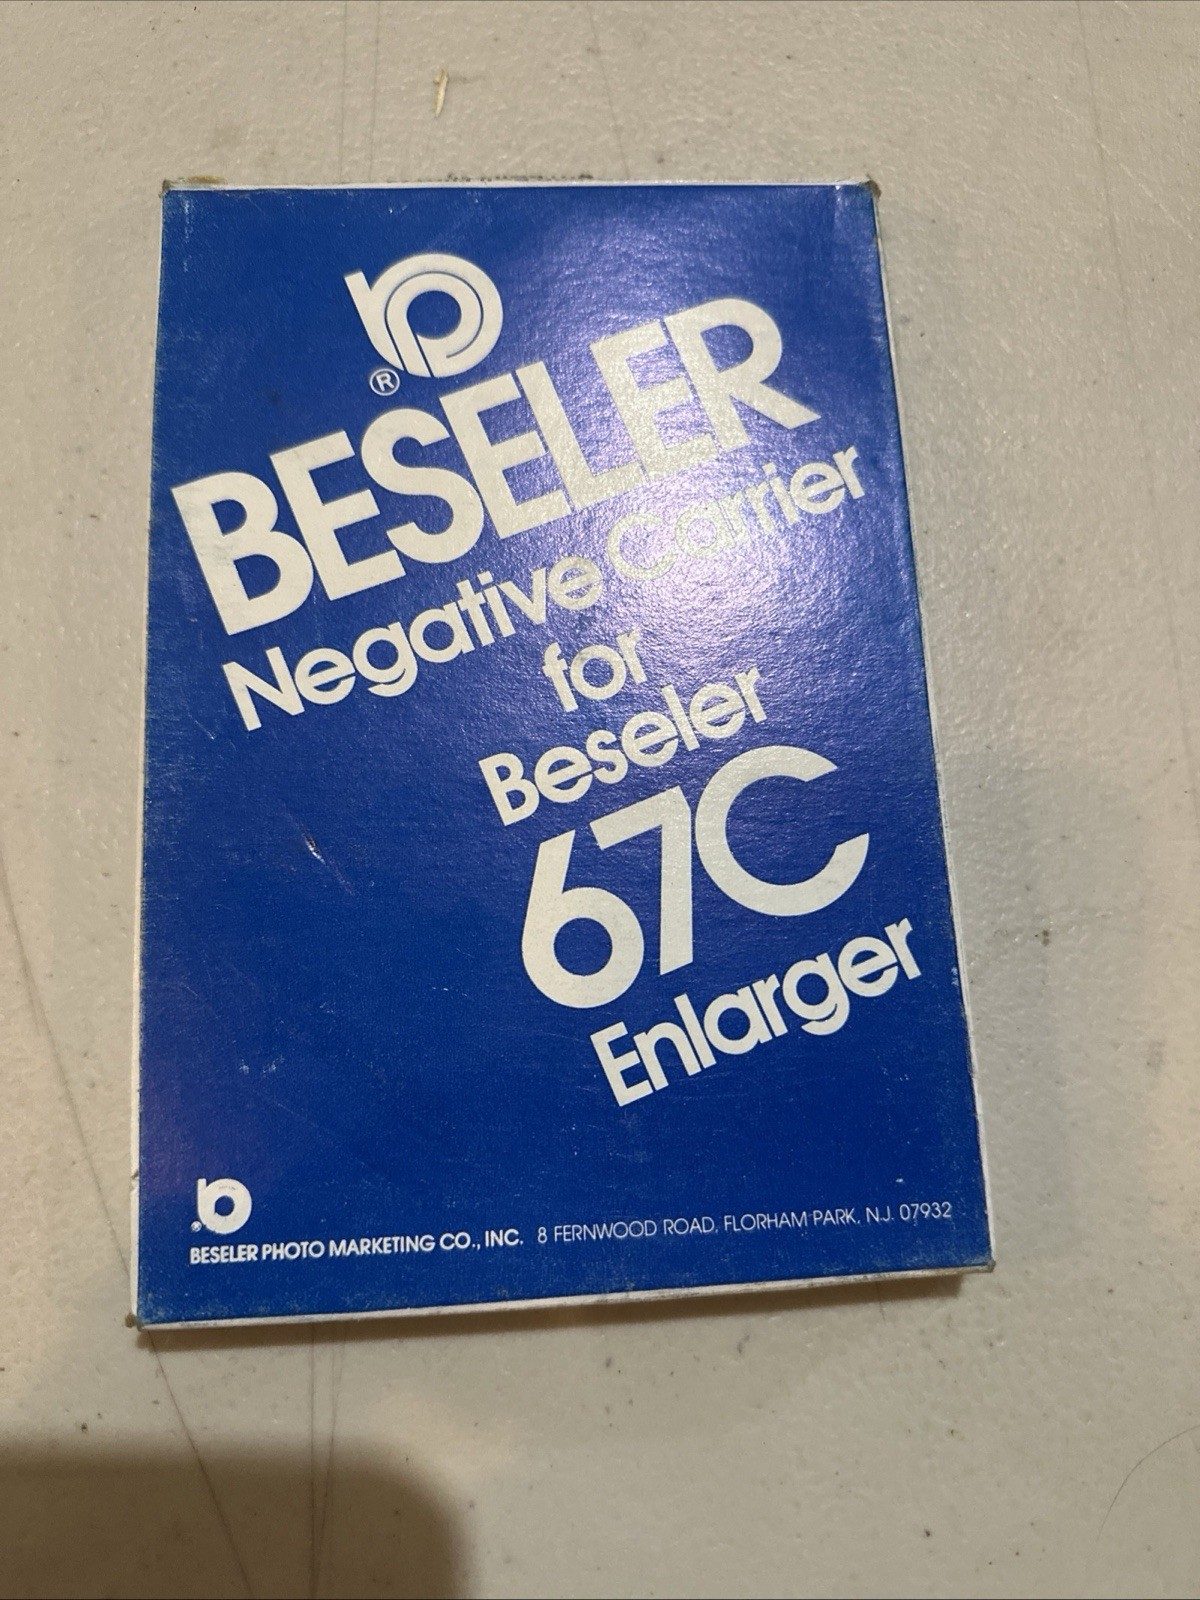 b
®
BESELER
Negative Carrier
for
Beseler
67C
Enlarger
b
®
BESELER PHOTO MARKETING CO., INC. 8 FERNWOOD ROAD, FLORHAM PARK, N.J. 07932